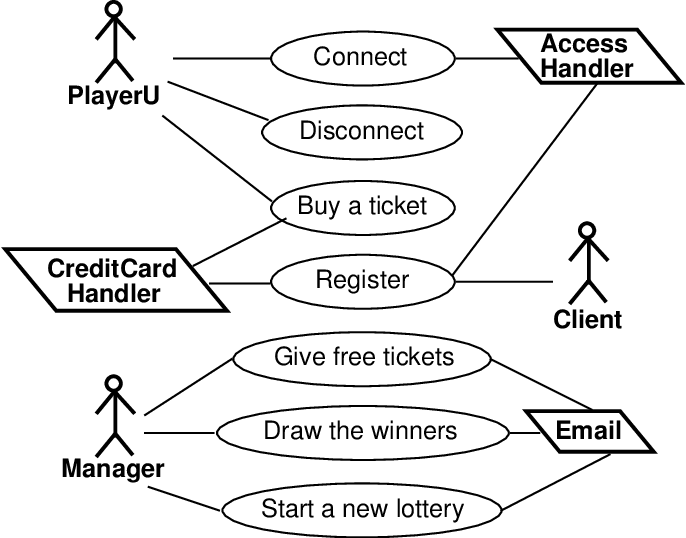 Connect
Access
Handler
PlayerU
Disconnect
Buy a ticket
CreditCard
Handler
Register
Client
Give free tickets
Draw the winners
Email
Manager
Start a new lottery